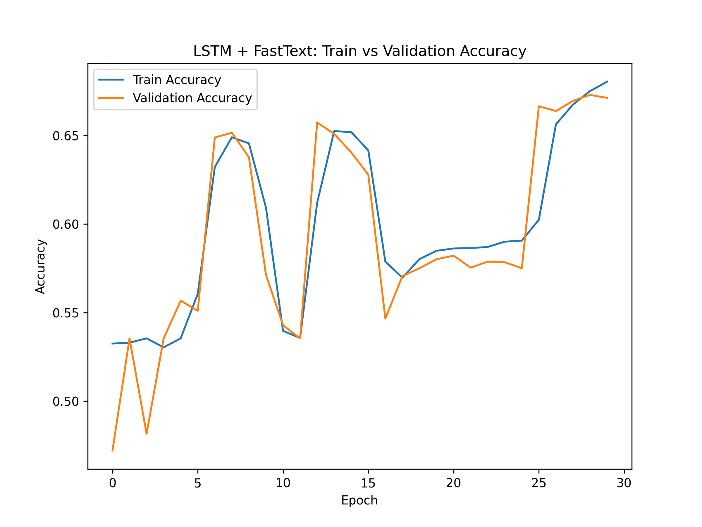 LSTM + FastText: Train vs Validation Accuracy
Train Accuracy
Validation Accuracy
0.65
0.60
0.55
0.50
Accuracy
0 5 10 15 20 25 30
Epoch